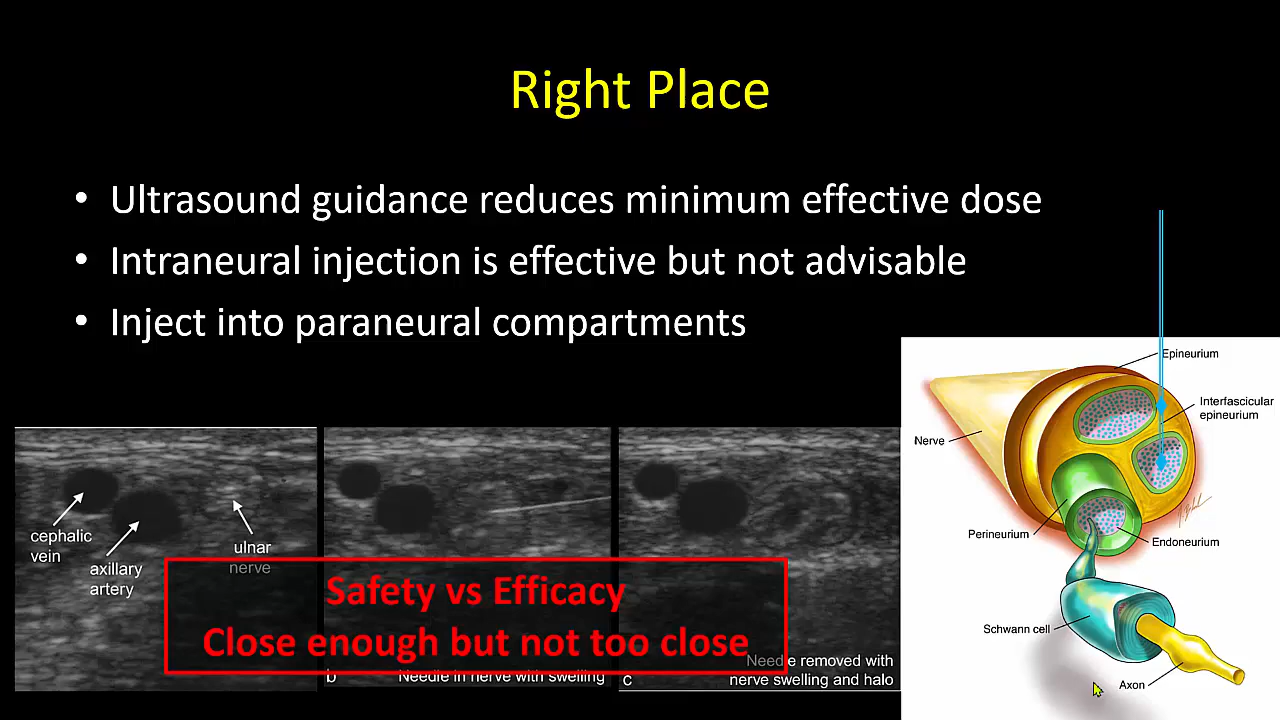 Right Place
• Ultrasound guidance reduces minimum effective dose
• Intraneural injection is effective but not advisable
• Inject into paraneural compartments
cephalic
vein
axillary
artery
ulnar
nerve
Safety vs Efficacy
Close enough but not too close
b
Needle in nerve with swelling
c
Needle removed with
nerve swelling and halo
Epineurium
Interfascicular
epineurium
Nerve
Perineurium
Endoneurium
Schwann cell
Axon